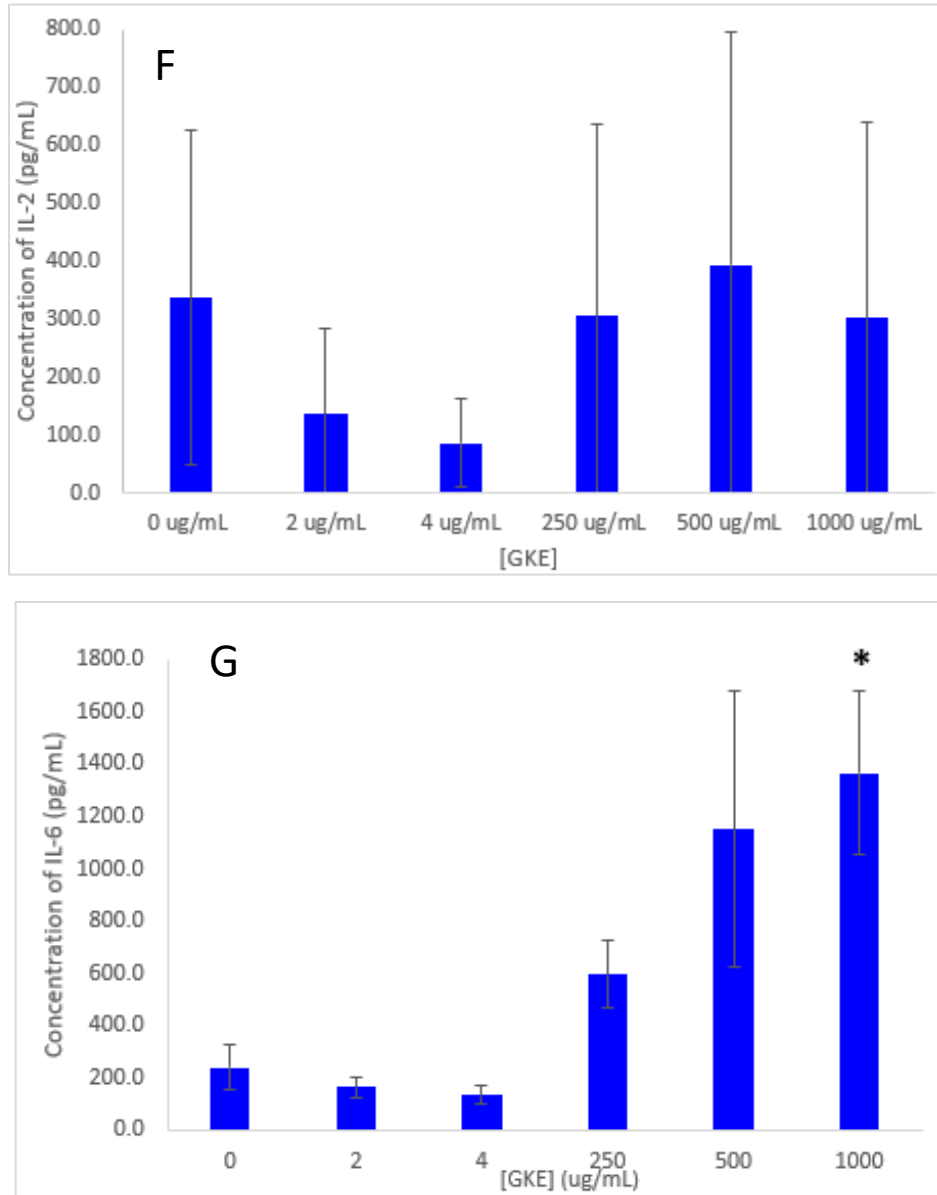 F
Concentration of IL-2 (pg/mL)
800.0
700.0
600.0
500.0
400.0
300.0
200.0
100.0
0.0
0 ug/mL 2 ug/mL 4 ug/mL 250 ug/mL 500 ug/mL 1000 ug/mL
[GKE]
G
*
Concentration of IL-6 (pg/mL)
1800.0
1600.0
1400.0
1200.0
1000.0
800.0
600.0
400.0
200.0
0.0
0 2 4 250 500 1000
[GKE] (ug/mL)